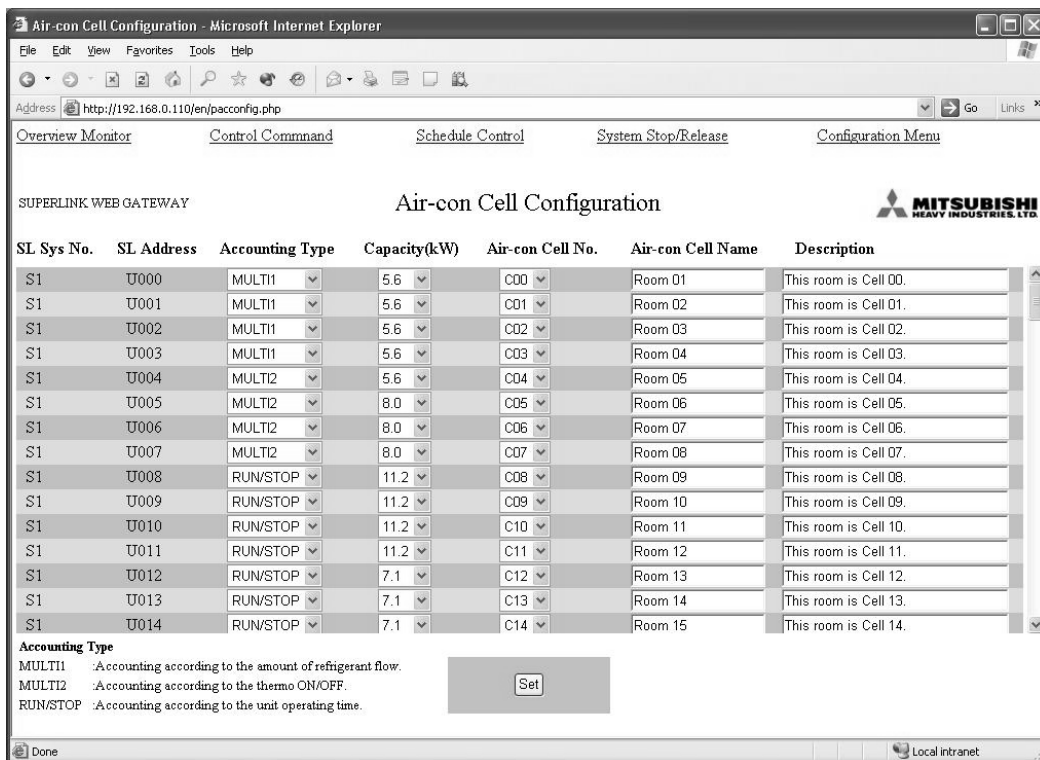 Air-con Cell Configuration - Microsoft Internet Explorer
File Edit View Favorites Tools Help
Address http://192.168.0.110/en/pacconfig.php Go Links »
Overview Monitor Control Commnand Schedule Control System Stop/Release Configuration Menu
SUPERLINK WEB GATEWAY Air-con Cell Configuration MITSUBISHI
HEAVY INDUSTRIES, LTD.
SL Sys No. SL Address Accounting Type Capacity(kW) Air-con Cell No. Air-con Cell Name Description
S1 U000 MULTI1 5.6 C00 Room 01 This room is Cell 00.
S1 U001 MULTI1 5.6 C01 Room 02 This room is Cell 01.
S1 U002 MULTI1 5.6 C02 Room 03 This room is Cell 02.
S1 U003 MULTI1 5.6 C03 Room 04 This room is Cell 03.
S1 U004 MULTI2 5.6 C04 Room 05 This room is Cell 04.
S1 U005 MULTI2 8.0 C05 Room 06 This room is Cell 05.
S1 U006 MULTI2 8.0 C06 Room 07 This room is Cell 06.
S1 U007 MULTI2 8.0 C07 Room 08 This room is Cell 07.
S1 U008 RUN/STOP 11.2 C08 Room 09 This room is Cell 08.
S1 U009 RUN/STOP 11.2 C09 Room 10 This room is Cell 09.
S1 U010 RUN/STOP 11.2 C10 Room 11 This room is Cell 10.
S1 U011 RUN/STOP 11.2 C11 Room 12 This room is Cell 11.
S1 U012 RUN/STOP 7.1 C12 Room 13 This room is Cell 12.
S1 U013 RUN/STOP 7.1 C13 Room 14 This room is Cell 13.
S1 U014 RUN/STOP 7.1 C14 Room 15 This room is Cell 14.
Accounting Type
MULTI1 :Accounting according to the amount of refrigerant flow.
MULTI2 :Accounting according to the thermo ON/OFF.
RUN/STOP :Accounting according to the unit operating time.
Set
Done Local intranet